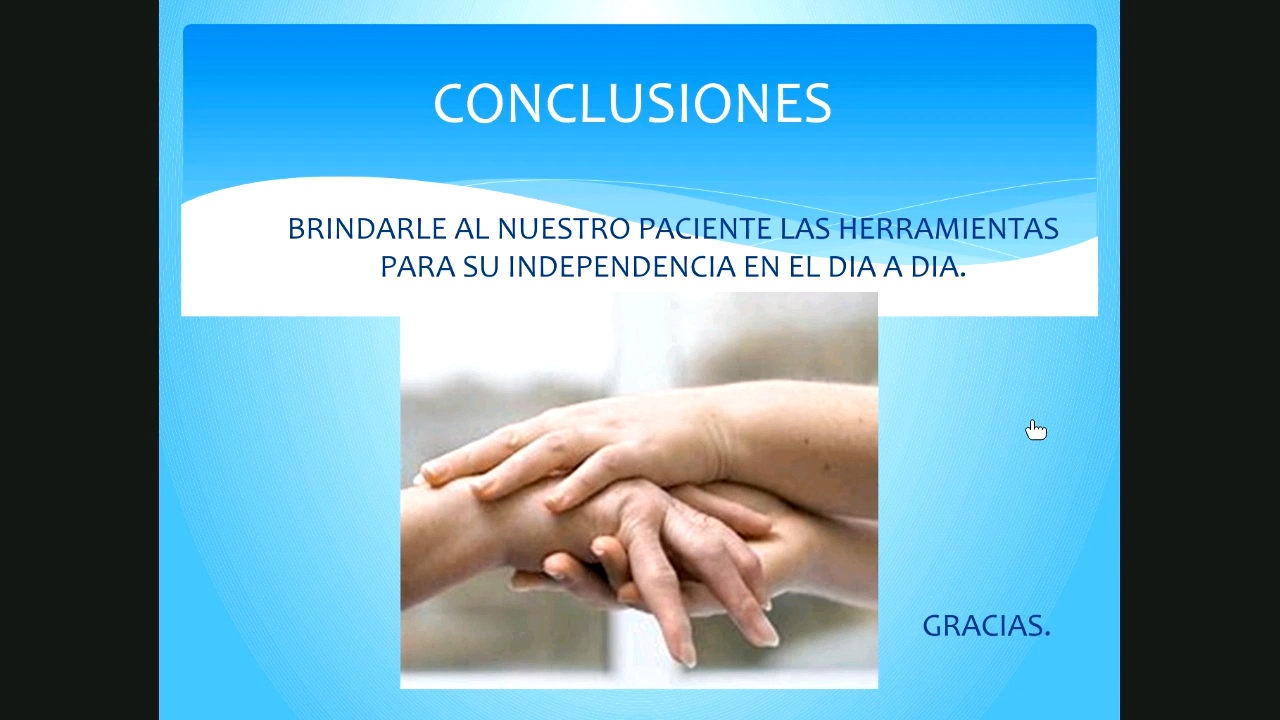 CONCLUSIONES
BRINDARLE AL NUESTRO PACIENTE LAS HERRAMIENTAS
PARA SU INDEPENDENCIA EN EL DIA A DIA.
GRACIAS.